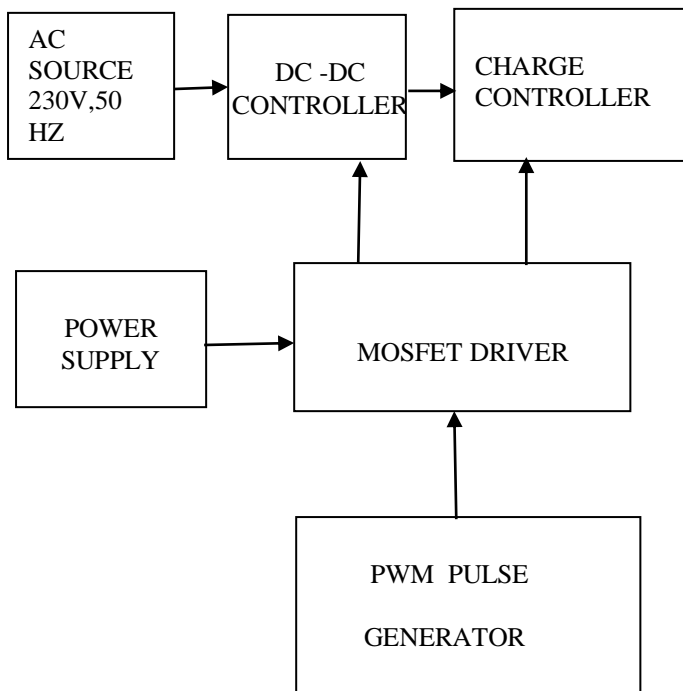 AC
SOURCE
230V,50
HZ
DC -DC
CONTROLLER
CHARGE
CONTROLLER
POWER
SUPPLY
MOSFET DRIVER
PWM PULSE
GENERATOR